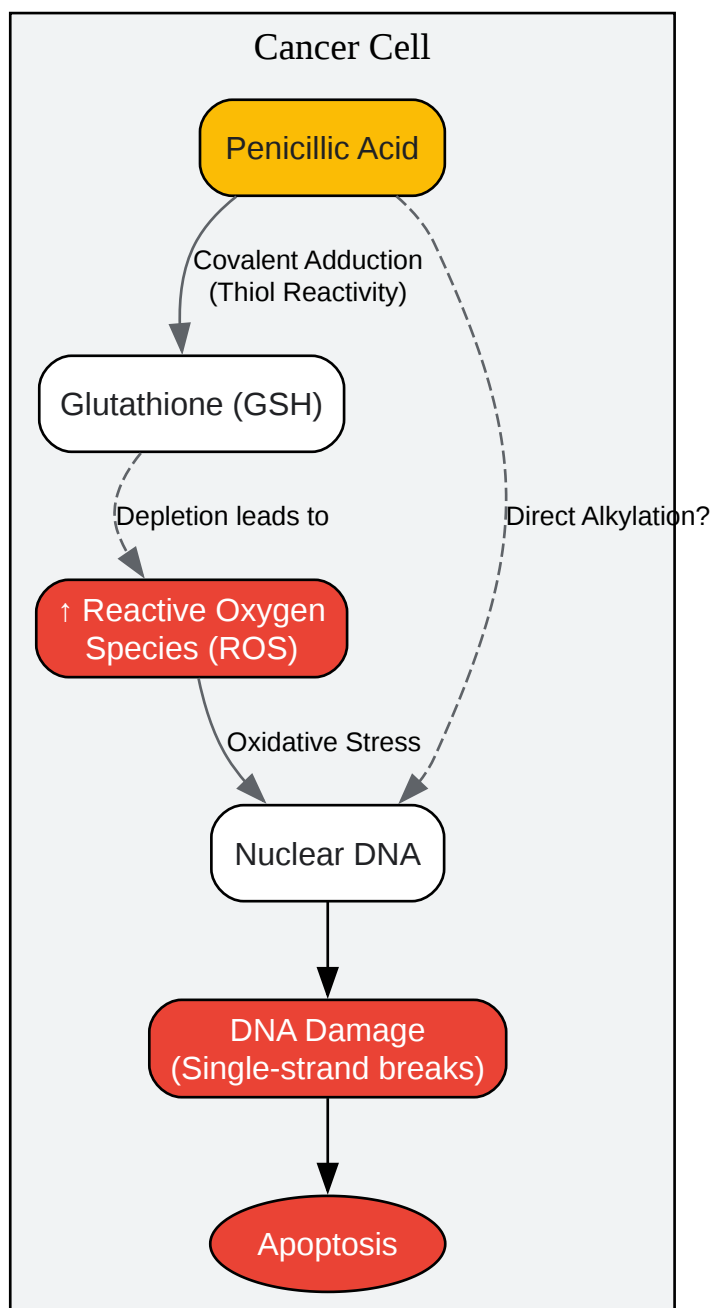 Cancer Cell
Penicillic Acid
Covalent Adduction
(Thiol Reactivity)
Glutathione (GSH)
Depletion leads to
Direct Alkylation?
↑ Reactive Oxygen
Species (ROS)
Oxidative Stress
Nuclear DNA
DNA Damage
(Single-strand breaks)
Apoptosis